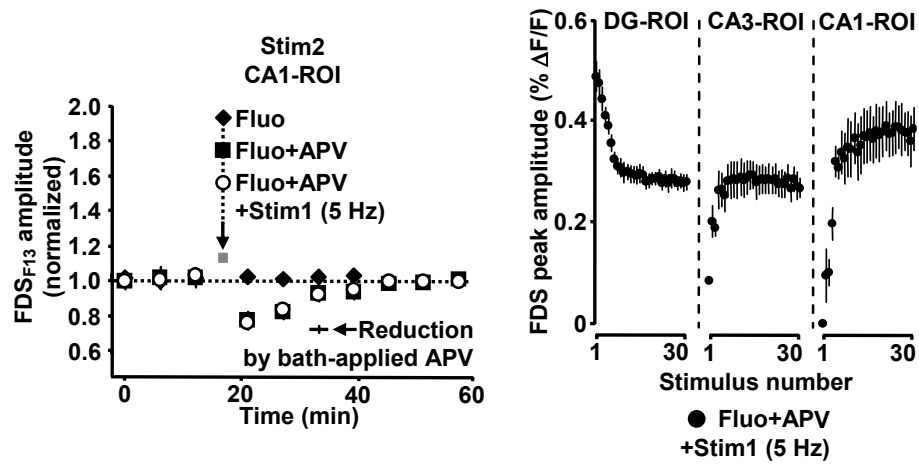 Stim2
CA1-ROI
FDSF13 amplitude
(normalized)
2.0
1.8
1.6
1.4
1.2
1.0
0.8
0.6
Fluo
Fluo+APV
Fluo+APV
+Stim1 (5 Hz)
Reduction
by bath-applied APV
0 20 40 60
Time (min)
FDS peak amplitude (% ΔF/F)
0.6
0.4
0.2
0
DG-ROI CA3-ROI CA1-ROI
1 30 1 30 1 30
Stimulus number
Fluo+APV
+Stim1 (5 Hz)